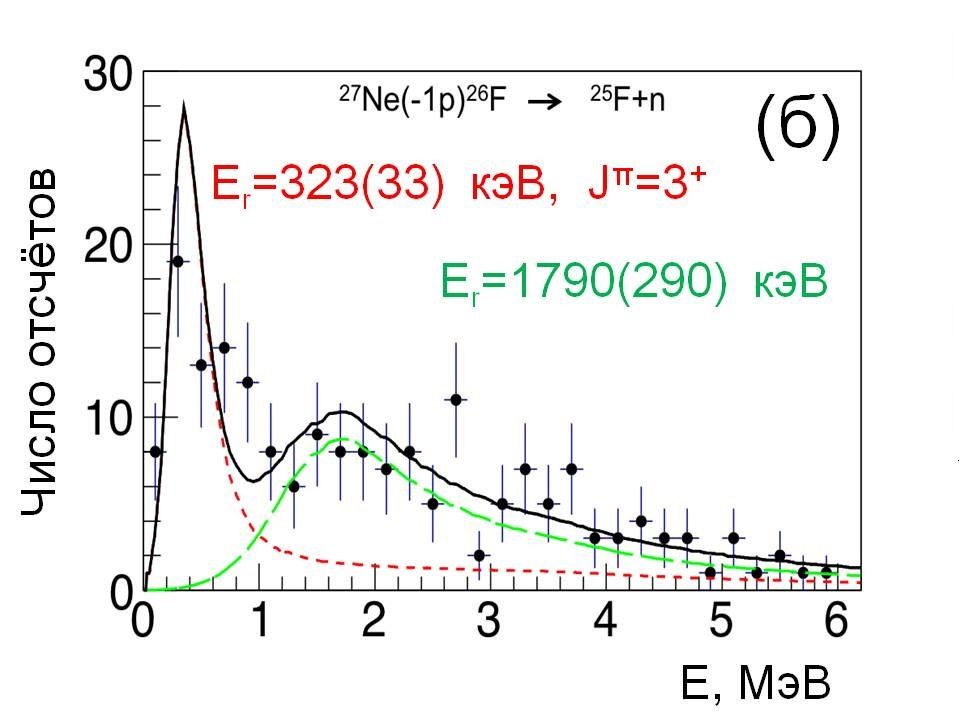 30
²⁷Ne(-1p)²⁶F → ²⁵F+n
(б)
Eᵣ=323(33) кэВ, Jᵖⁱ=3⁺
20
Eᵣ=1790(290) кэВ
Число отсчётов
10
0
0 1 2 3 4 5 6
E, МэВ